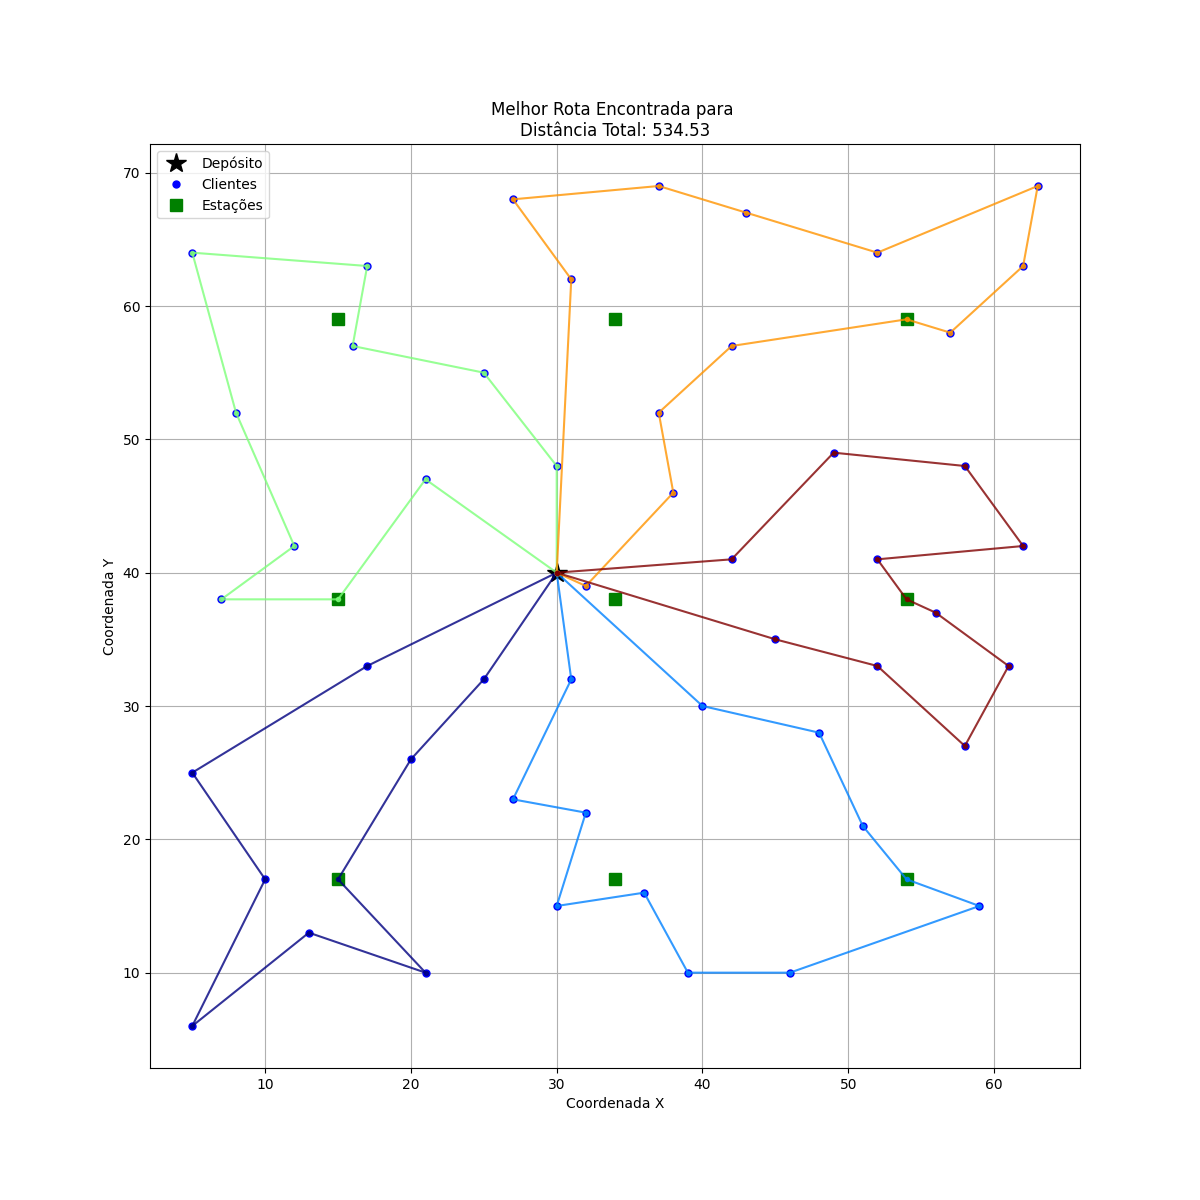 Melhor Rota Encontrada para
Distância Total: 534.53
Depósito
Clientes
Estações
70
60
50
40
30
20
10
Coordenada Y
10 20 30 40 50 60
Coordenada X